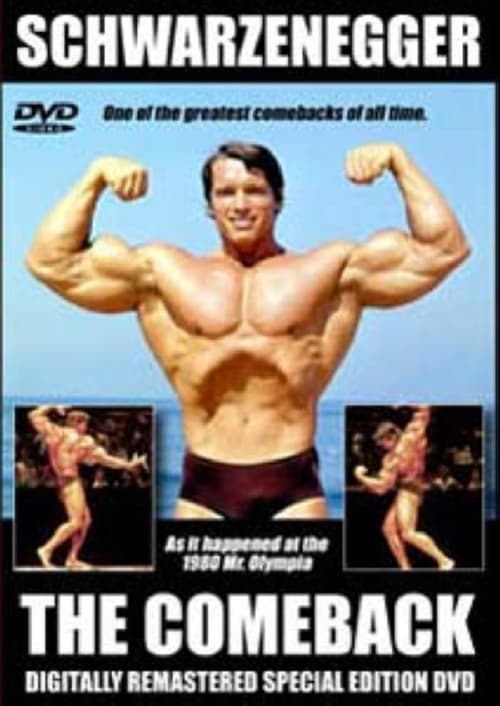 SCHWARZENEGGER
DVD
VIDEO
One of the greatest comebacks of all time.
As it happened at the
1980 Mr. Olympia
THE COMEBACK
DIGITALLY REMASTERED SPECIAL EDITION DVD